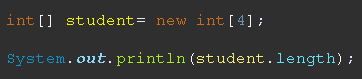 int[] student= new int[4];
System.out.println(student.length);